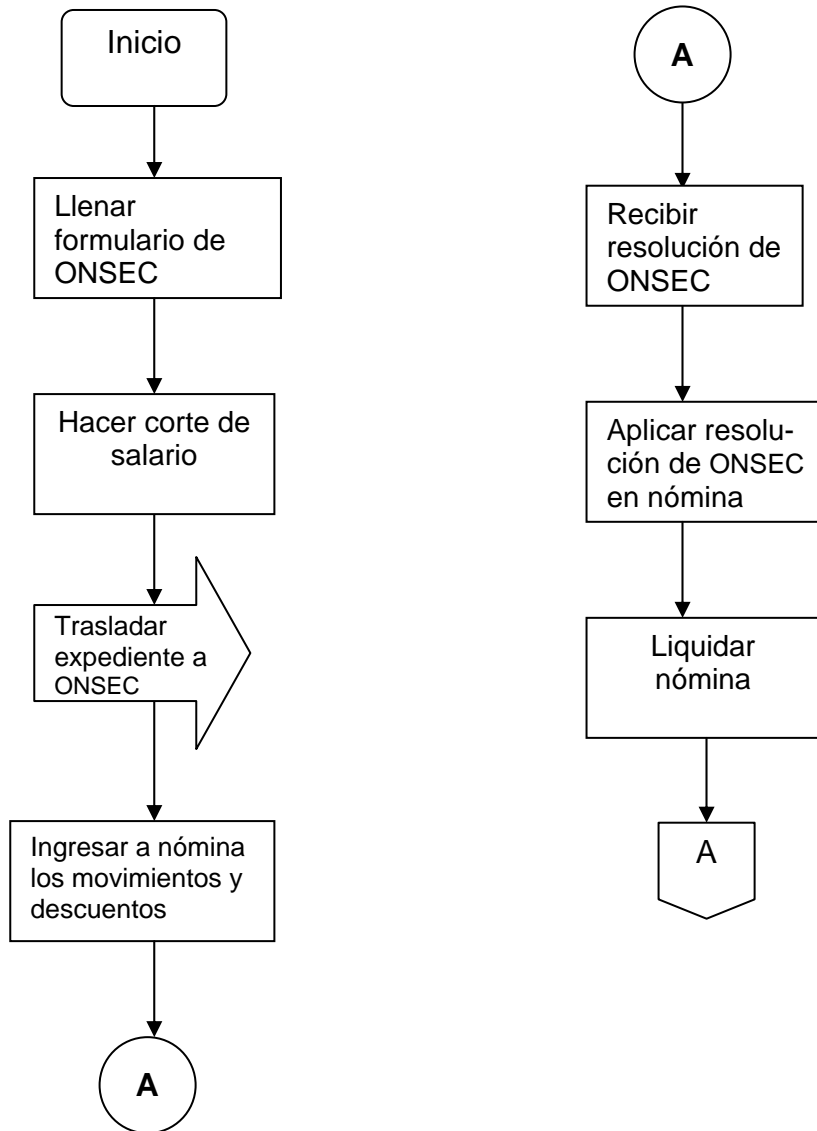 Inicio
Llenar
formulario de
ONSEC
Hacer corte de
salario
Trasladar
expediente a
ONSEC
Ingresar a nómina
los movimientos y
descuentos
A
A
Recibir
resolución de
ONSEC
Aplicar resolu-
ción de ONSEC
en nómina
Liquidar
nómina
A